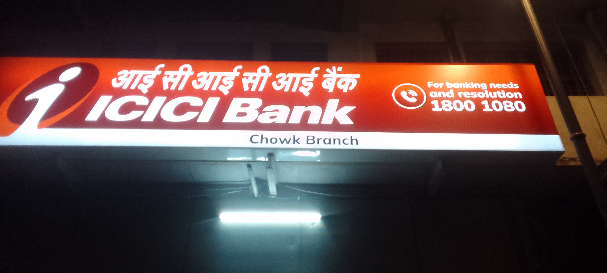 आई सी आई सी आई बैंक
ICICI Bank
For banking needs
and resolution
1800 1080
Chowk Branch